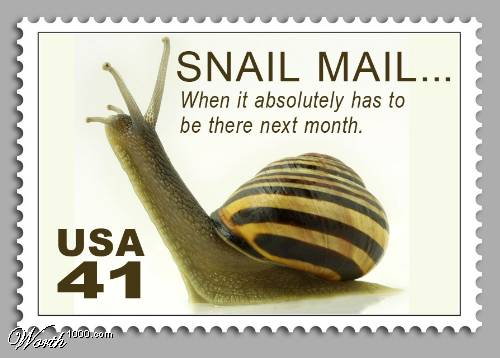 SNAIL MAIL...
When it absolutely has to
be there next month.
USA
41
Worth1000.com